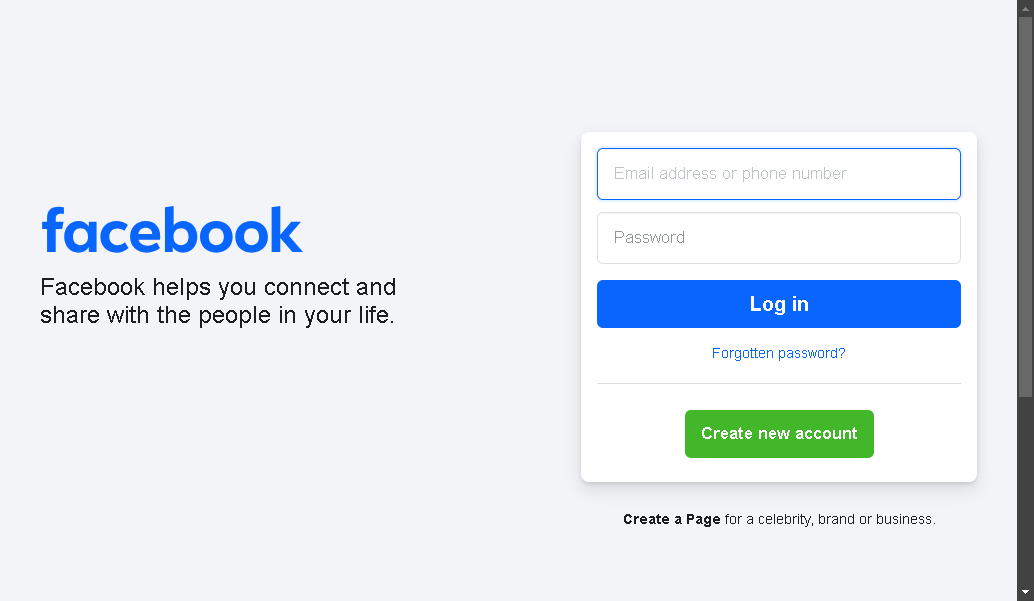 facebook
Facebook helps you connect and
share with the people in your life.
Email address or phone number
Password
Log in
Forgotten password?
Create new account
Create a Page for a celebrity, brand or business.